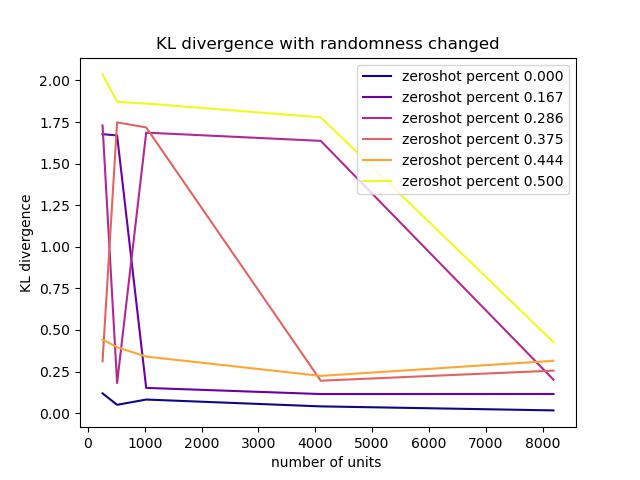 KL divergence with randomness changed
zeroshot percent 0.000
zeroshot percent 0.167
zeroshot percent 0.286
zeroshot percent 0.375
zeroshot percent 0.444
zeroshot percent 0.500
KL divergence
2.00
1.75
1.50
1.25
1.00
0.75
0.50
0.25
0.00
0 1000 2000 3000 4000 5000 6000 7000 8000
number of units